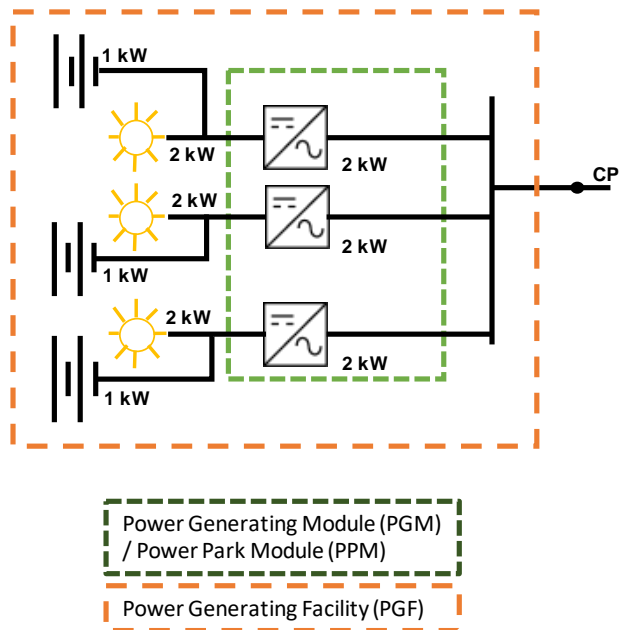 1 kW
2 kW
2 kW
CP
2 kW
1 kW
2 kW
2 kW
1 kW
2 kW
Power Generating Module (PGM)
/ Power Park Module (PPM)
Power Generating Facility (PGF)